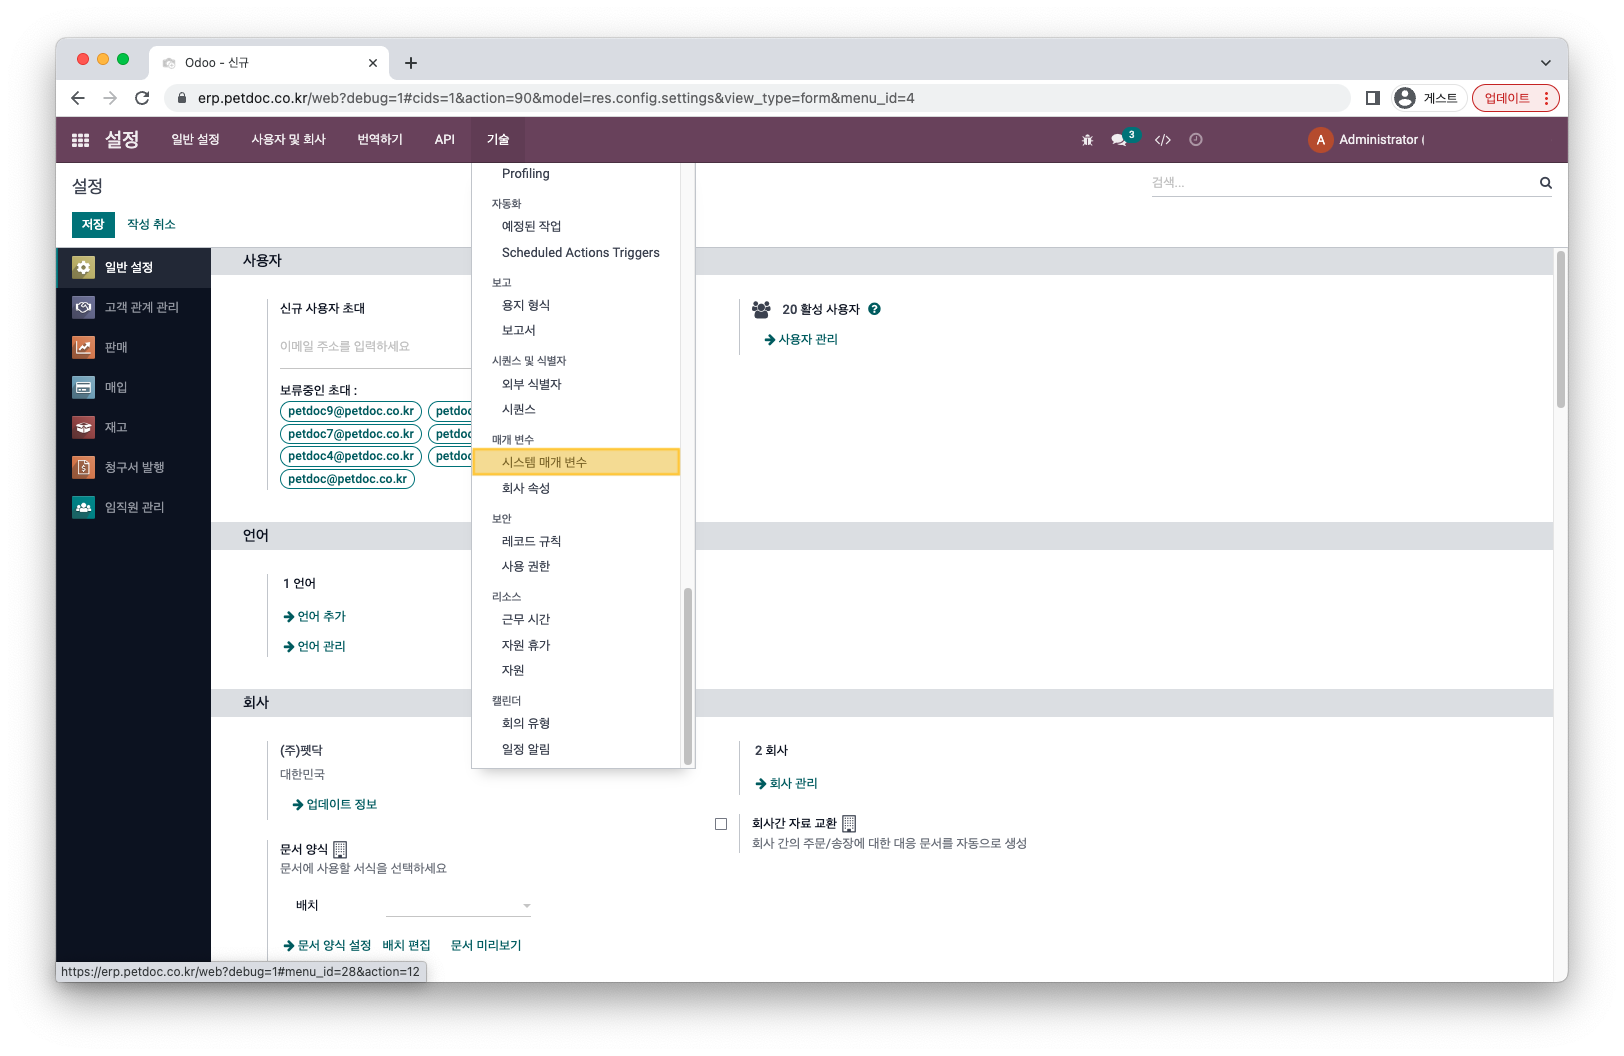 Odoo - 신규
erp.petdoc.co.kr/web?debug=1#cids=1&action=90&model=res.config.settings&view_type=form&menu_id=4
게스트
업데이트
설정
일반 설정
사용자 및 회사
번역하기
API
기술
3
A
Administrator (
설정
검색...
저장
작성 취소
일반 설정
고객 관계 관리
판매
매입
재고
청구서 발행
임직원 관리
Profiling
자동화
예정된 작업
Scheduled Actions Triggers
보고
용지 형식
보고서
시퀀스 및 식별자
외부 식별자
시퀀스
매개 변수
시스템 매개 변수
회사 속성
보안
레코드 규칙
사용 권한
리소스
근무 시간
자원 휴가
자원
캘린더
회의 유형
일정 알림
사용자
신규 사용자 초대
이메일 주소를 입력하세요
보류중인 초대 :
petdoc9@petdoc.co.kr petdoc
petdoc7@petdoc.co.kr petdoc
petdoc4@petdoc.co.kr petdoc
petdoc@petdoc.co.kr
20 활성 사용자 ?
사용자 관리
언어
1 언어
언어 추가
언어 관리
회사
(주)펫닥
대한민국
업데이트 정보
2 회사
회사 관리
회사간 자료 교환
회사 간의 주문/송장에 대한 대응 문서를 자동으로 생성
문서 양식
문서에 사용할 서식을 선택하세요
배치
문서 양식 설정 배치 편집 문서 미리보기
https://erp.petdoc.co.kr/web?debug=1#menu_id=28&action=12